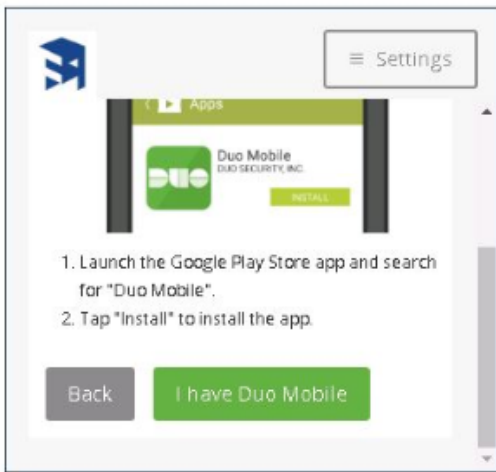 ≡ Settings
Apps
Duo Mobile
DUO SECURITY, INC.
DUO
INSTALL
1. Launch the Google Play Store app and search
for "Duo Mobile".
2. Tap "Install" to install the app.
Back
I have Duo Mobile